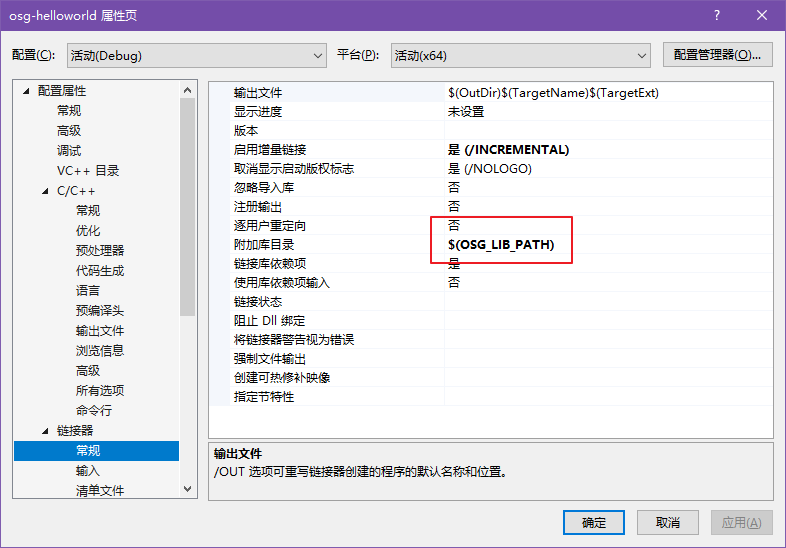 osg-helloworld 属性页
配置(C): 活动(Debug) 平台(P): 活动(x64) 配置管理器(O)...
配置属性
常规
高级
调试
VC++ 目录
C/C++
常规
优化
预处理器
代码生成
语言
预编译头
输出文件
浏览信息
高级
所有选项
命令行
链接器
常规
输入
清单文件
输出文件 $(OutDir)$(TargetName)$(TargetExt)
显示进度 未设置
版本
启用增量链接 是 (/INCREMENTAL)
取消显示启动版权标志 是 (/NOLOGO)
忽略导入库 否
注册输出 否
逐用户重定向 否
附加库目录 $(OSG_LIB_PATH)
链接库依赖项 是
使用库依赖项输入 否
链接状态
阻止 Dll 绑定
将链接器警告视为错误
强制文件输出
创建可热修补映像
指定节特性
输出文件
/OUT 选项可重写链接器创建的程序的默认名称和位置。
确定 取消 应用(A)